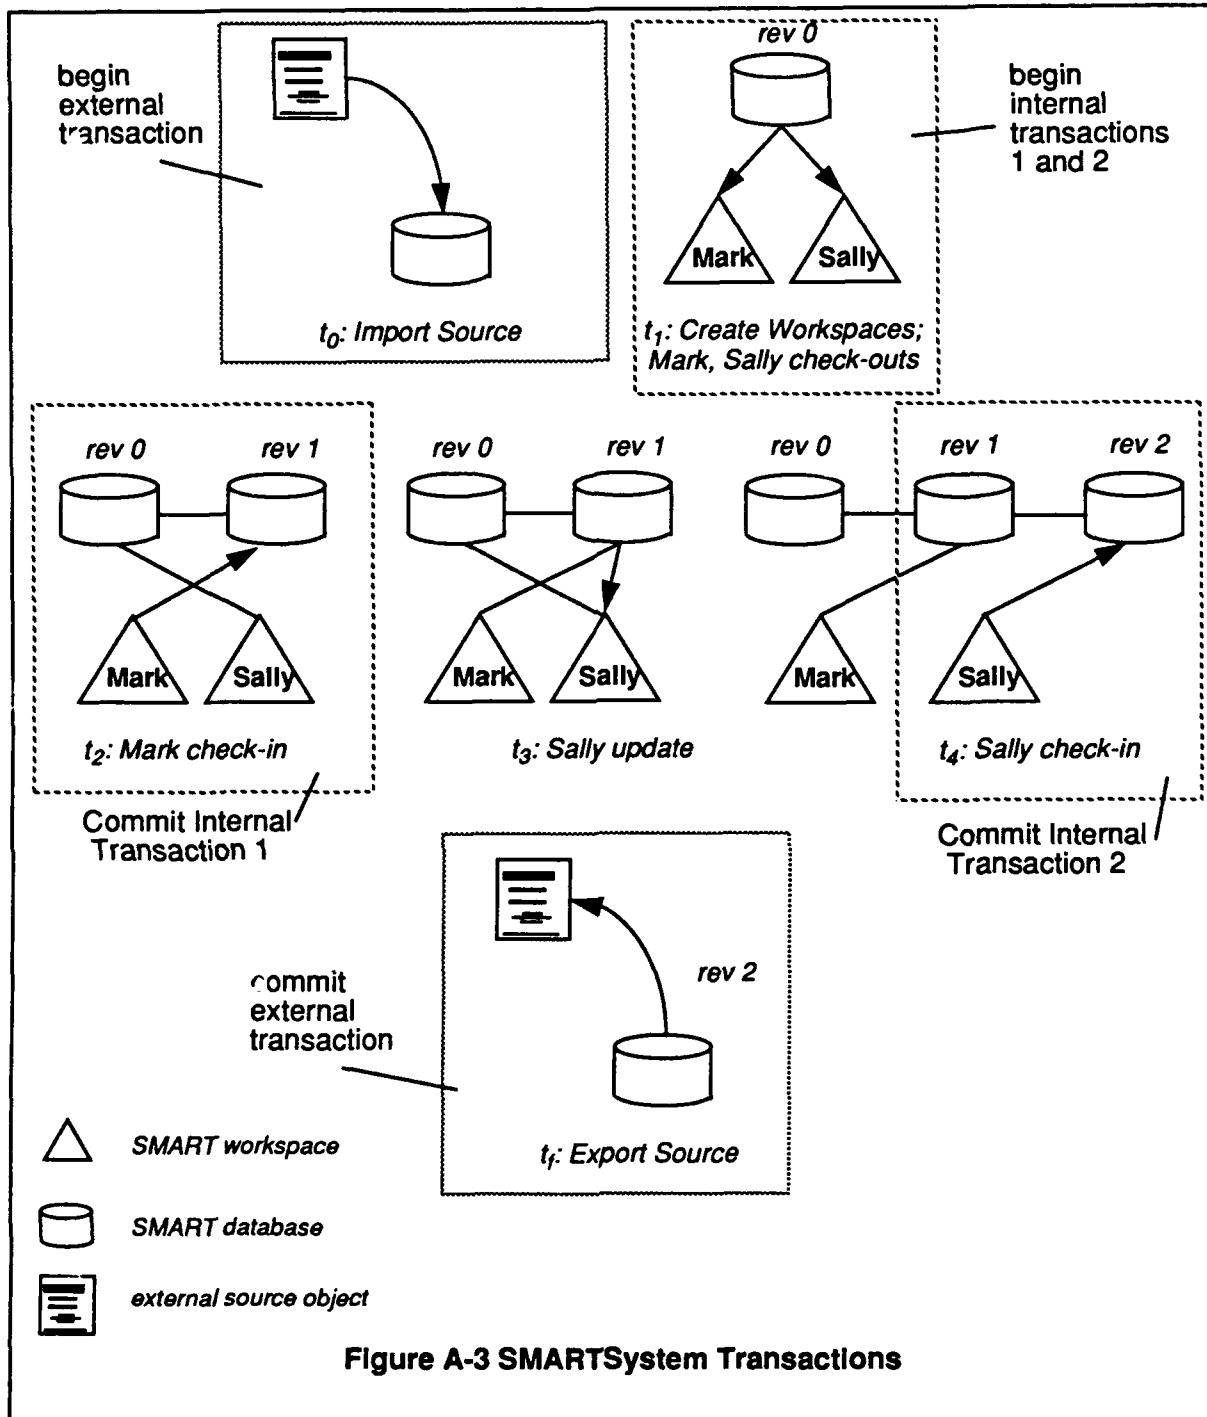 begin
external
transaction
t0: Import Source
rev 0
Mark
Sally
t1: Create Workspaces;
Mark, Sally check-outs
begin
internal
transactions
1 and 2
rev 0
rev 1
Mark
Sally
t2: Mark check-in
Commit Internal
Transaction 1
rev 0
rev 1
Mark
Sally
t3: Sally update
rev 0
rev 1
rev 2
Mark
Sally
t4: Sally check-in
Commit Internal
Transaction 2
commit
external
transaction
rev 2
tf: Export Source
SMART workspace
SMART database
external source object
Figure A-3 SMARTSystem Transactions